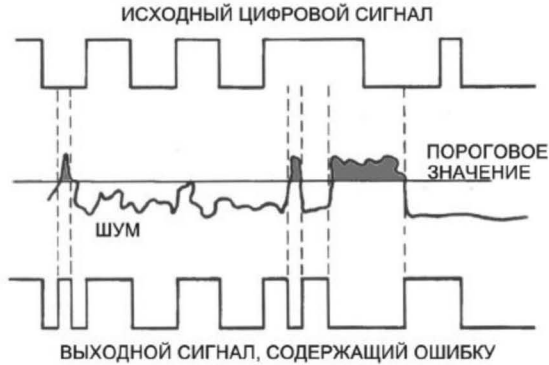 ИСХОДНЫЙ ЦИФРОВОЙ СИГНАЛ
ПОРОГОВОЕ
ЗНАЧЕНИЕ
ШУМ
ВЫХОДНОЙ СИГНАЛ, СОДЕРЖАЩИЙ ОШИБКУ